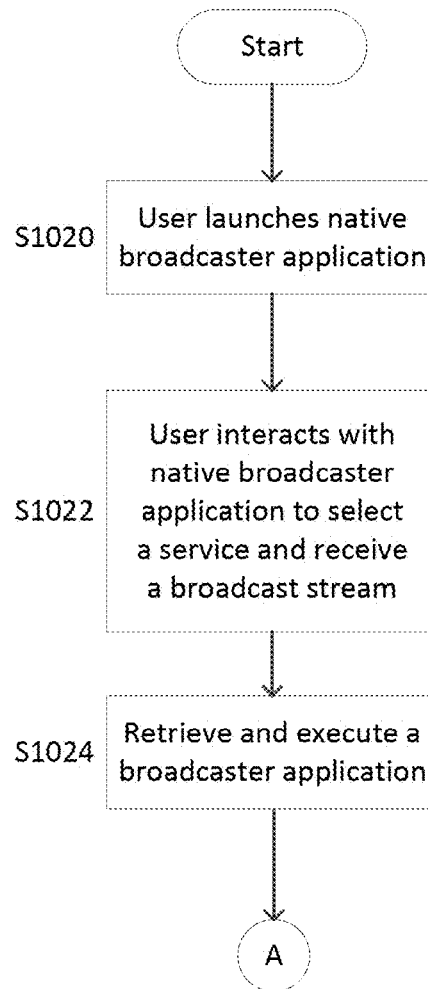 Start
S1020
User launches native
broadcaster application
S1022
User interacts with
native broadcaster
application to select
a service and receive
a broadcast stream
S1024
Retrieve and execute a
broadcaster application
A